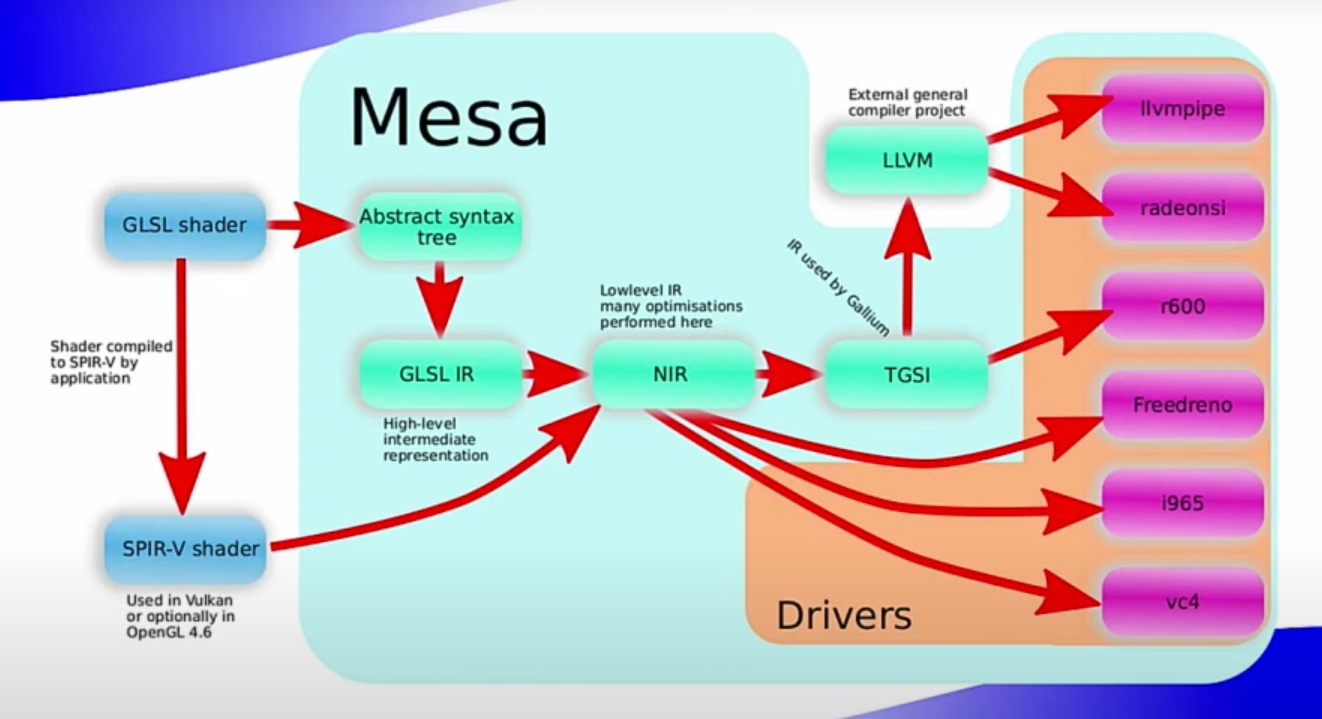 Mesa
External general
compiler project
LLVM
llvmpipe
radeonsi
GLSL shader
Abstract syntax
tree
IR used by Gallium
Lowlevel IR
many optimisations
performed here
r600
Shader compiled
to SPIR-V by
application
GLSL IR
NIR
TGSI
High-level
intermediate
representation
Freedreno
i965
SPIR-V shader
Used in Vulkan
or optionally in
OpenGL 4.6
Drivers
vc4